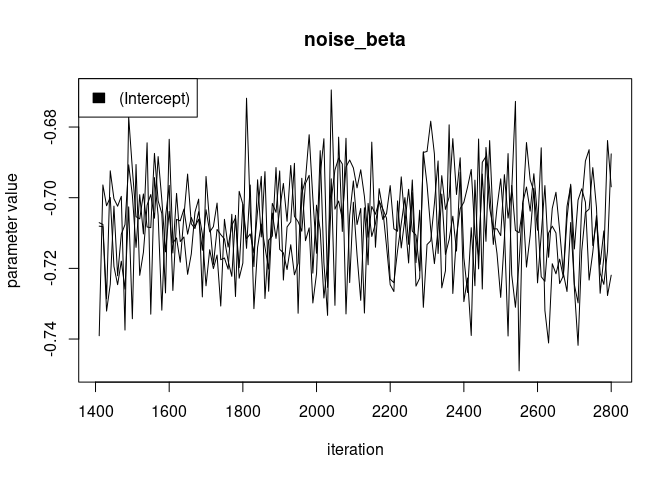 noise_beta
(Intercept)
parameter value
-0.68
-0.70
-0.72
-0.74
1400 1600 1800 2000 2200 2400 2600 2800
iteration